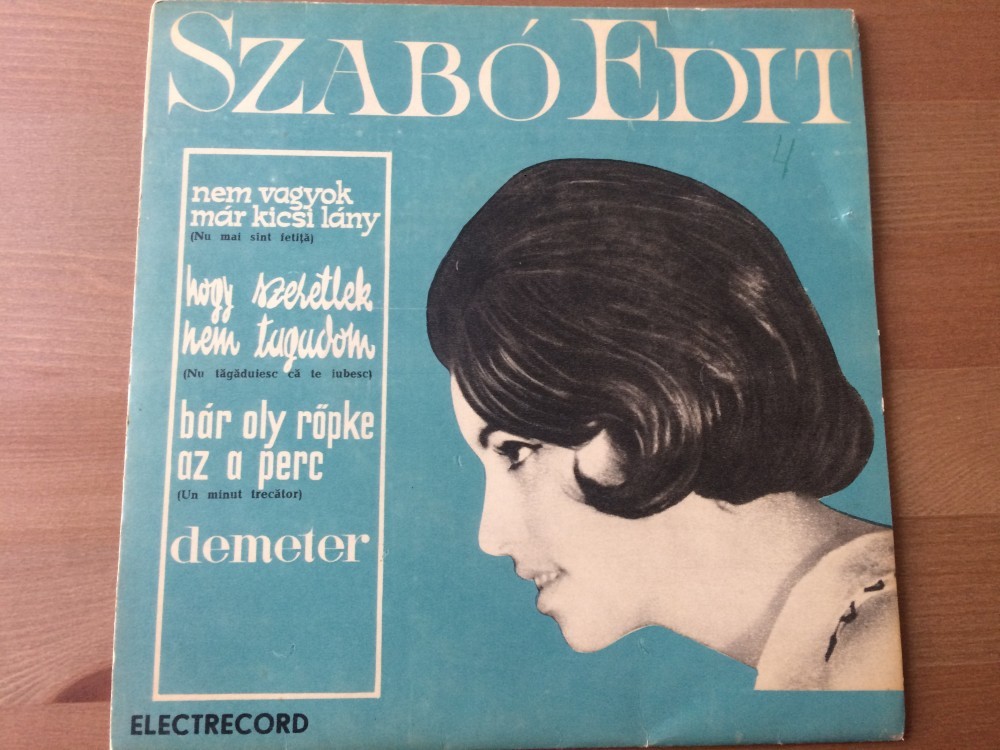 SZABÓ EDIT
4
nem vagyok
már kicsi lány
(Nu mai sînt fetiță)
hogy szeretlek
nem tagadom
(Nu tăgăduiesc că te iubesc)
bár oly rőpke
az a perc
(Un minut trecător)
demeter
ELECTRECORD